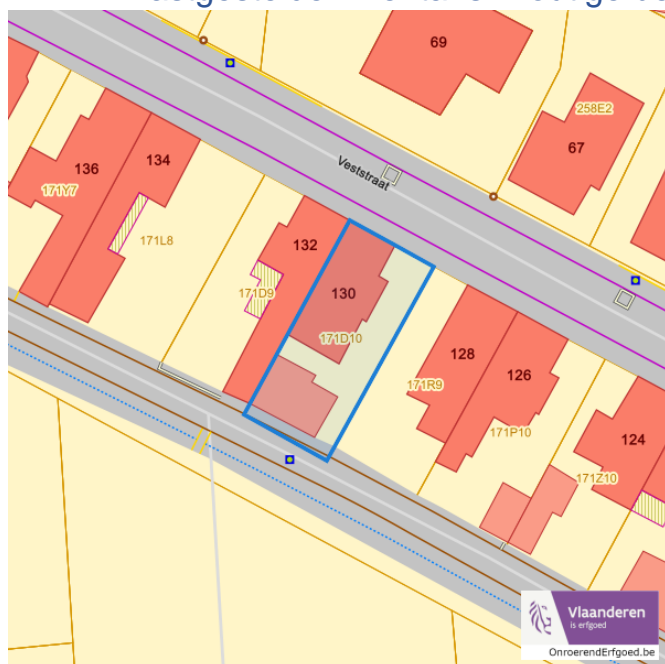 69
258E2
67
Veststraat
136
134
171Y7
171L8
132
171D9
130
171D10
128
171R9
126
171P10
124
171Z10
Vlaanderen
is erfgoed
OnroerendErfgoed.be